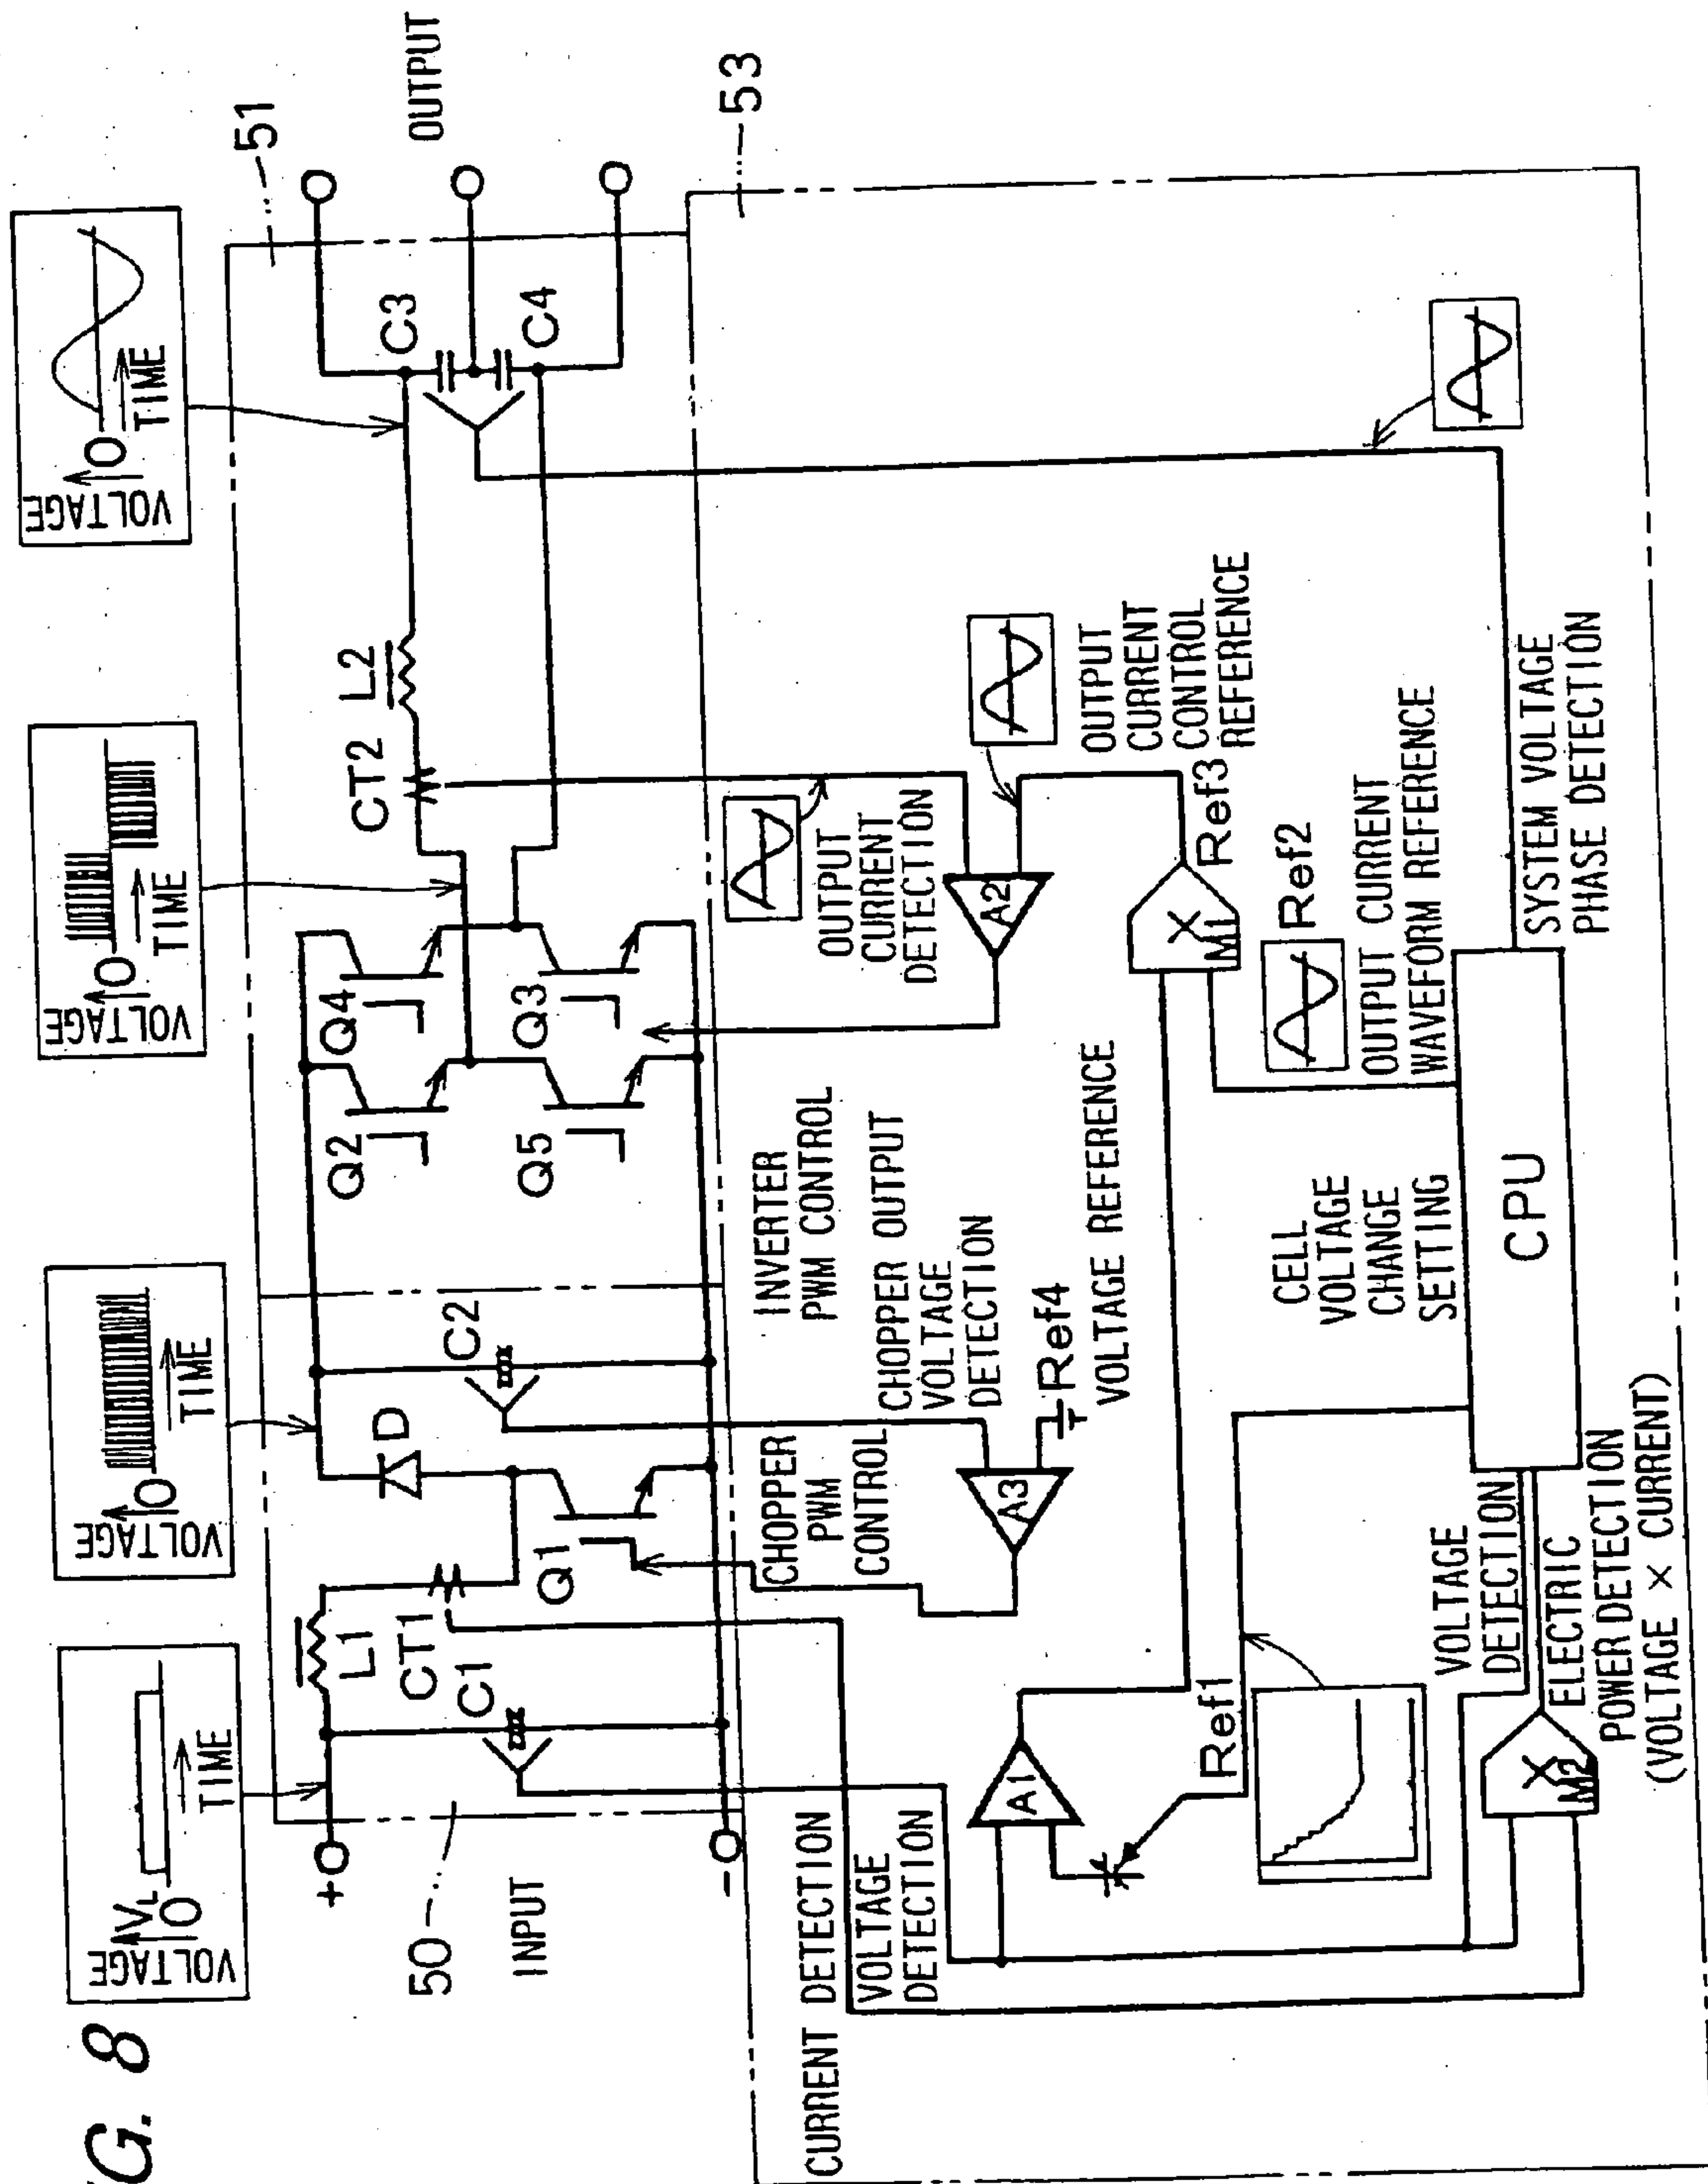 FIG. 8
VOLTAGE
VL
0
TIME
VOLTAGE
0
TIME
VOLTAGE
0
TIME
VOLTAGE
0
TIME
51
50
INPUT
+
-
L1
CT1
C1
Q1
D
C2
Q2
Q4
Q5
Q3
CT2
L2
C3
C4
OUTPUT
53
CURRENT DETECTION
VOLTAGE
DETECTION
CHOPPER
PWM
CONTROL
CHOPPER OUTPUT
VOLTAGE
DETECTION
INVERTER
PWM CONTROL
OUTPUT
CURRENT
DETECTION
A1
A3
Ref4
VOLTAGE REFERENCE
A2
OUTPUT
CURRENT
CONTROL
REFERENCE
Ref3
X
M1
Ref1
Ref2
OUTPUT CURRENT
WAVEFORM REFERENCE
CELL
VOLTAGE
CHANGE
SETTING
CPU
SYSTEM VOLTAGE
PHASE DETECTION
VOLTAGE
DETECTION
X
M2
ELECTRIC
POWER DETECTION
(VOLTAGE × CURRENT)